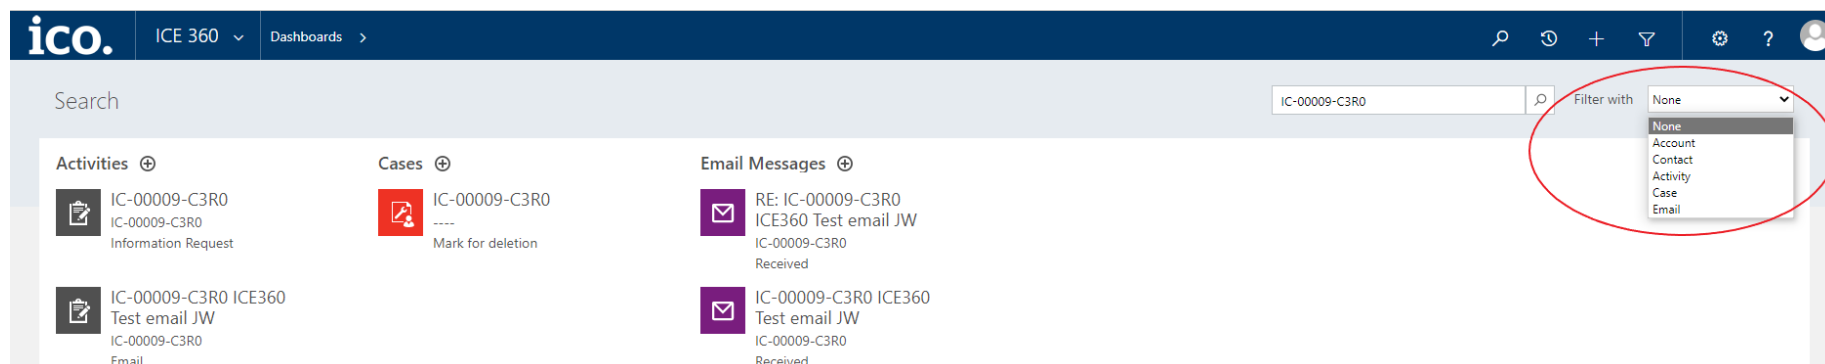 ico.
ICE 360
Dashboards
Search
IC-00009-C3R0
Filter with
None
None
Account
Contact
Activity
Case
Email
Activities
IC-00009-C3R0
IC-00009-C3R0
Information Request
IC-00009-C3R0 ICE360
Test email JW
IC-00009-C3R0
Email
Cases
IC-00009-C3R0
----
Mark for deletion
Email Messages
RE: IC-00009-C3R0
ICE360 Test email JW
IC-00009-C3R0
Received
IC-00009-C3R0 ICE360
Test email JW
IC-00009-C3R0
Received